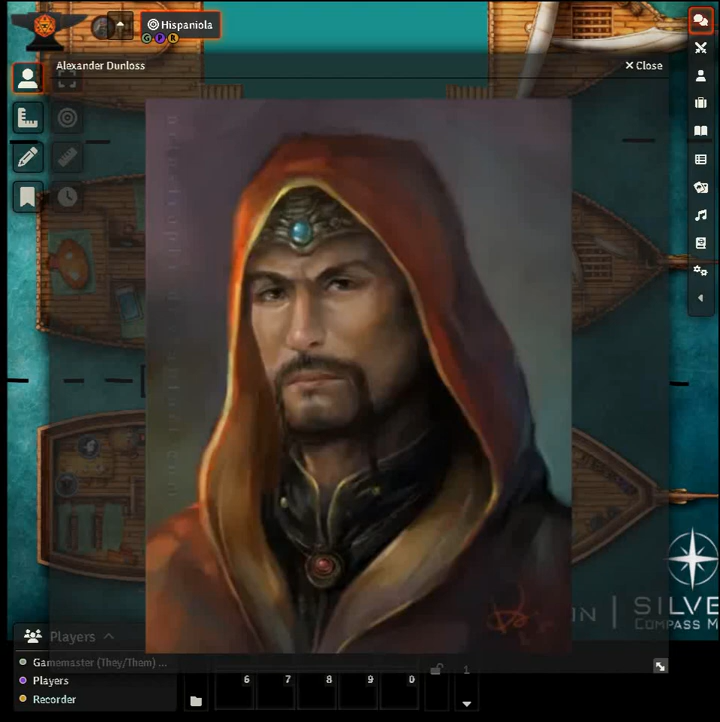 Hispaniola
G P R
Alexander Dunloss
Close
SILVE
COMPASS M
Players
Gamemaster (They/Them) ...
Players
Recorder
6 7 8 9 0
1